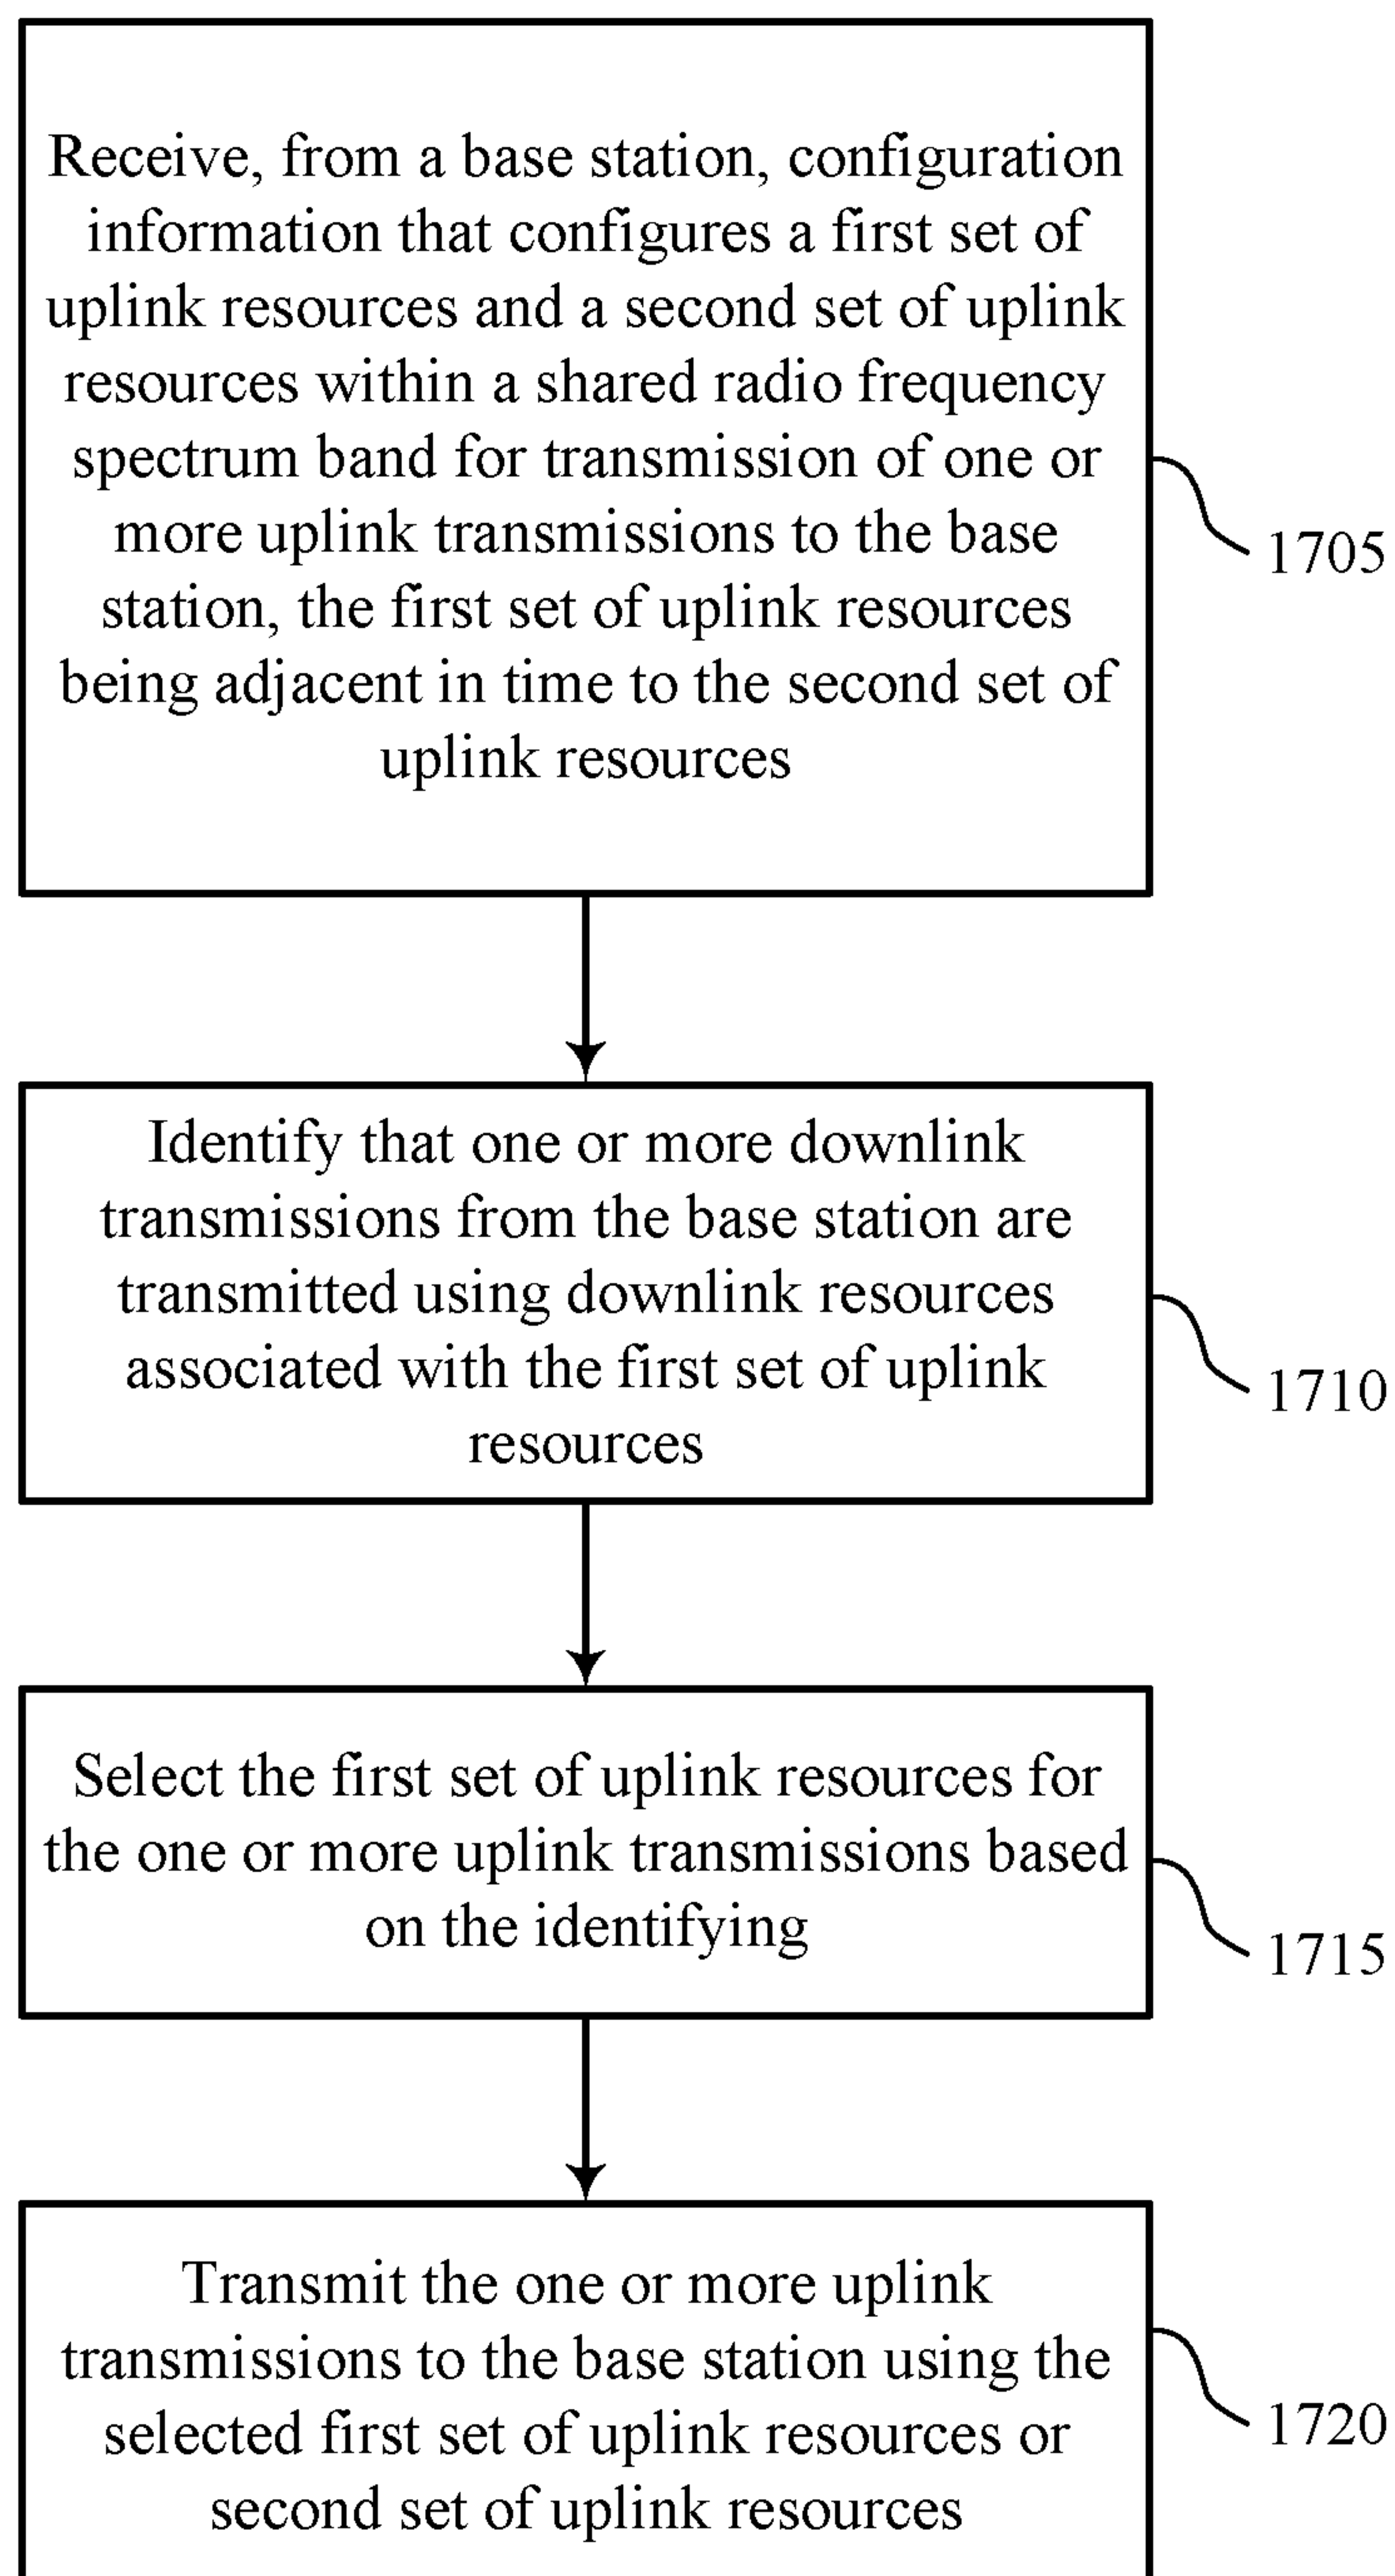 Receive, from a base station, configuration
information that configures a first set of
uplink resources and a second set of uplink
resources within a shared radio frequency
spectrum band for transmission of one or
more uplink transmissions to the base
station, the first set of uplink resources
being adjacent in time to the second set of
uplink resources
1705
Identify that one or more downlink
transmissions from the base station are
transmitted using downlink resources
associated with the first set of uplink
resources
1710
Select the first set of uplink resources for
the one or more uplink transmissions based
on the identifying
1715
Transmit the one or more uplink
transmissions to the base station using the
selected first set of uplink resources or
second set of uplink resources
1720